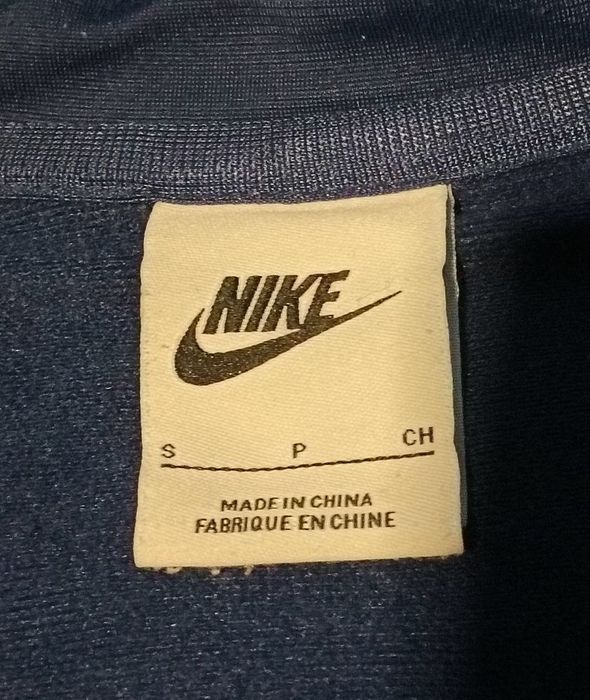 NIKE
S P CH
MADE IN CHINA
FABRIQUE EN CHINE